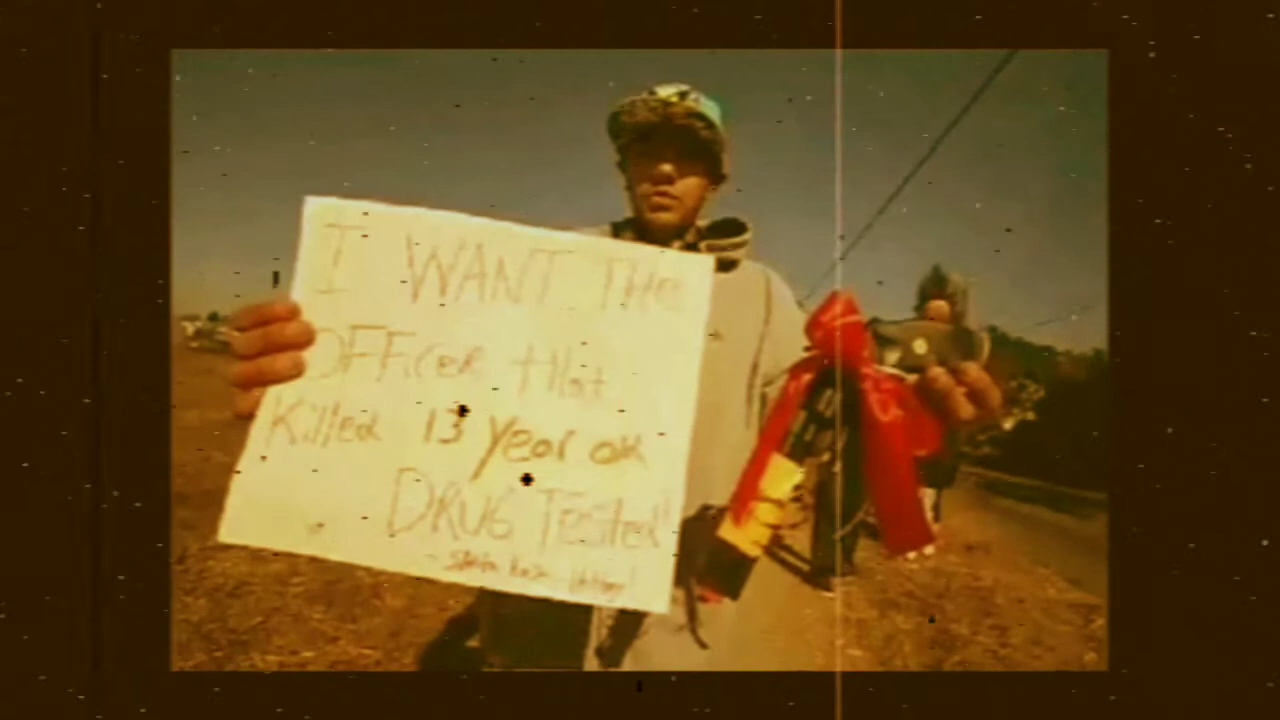 I WANT THE
OFFicer tHat
Killed 13 year old
DRUG Tested!